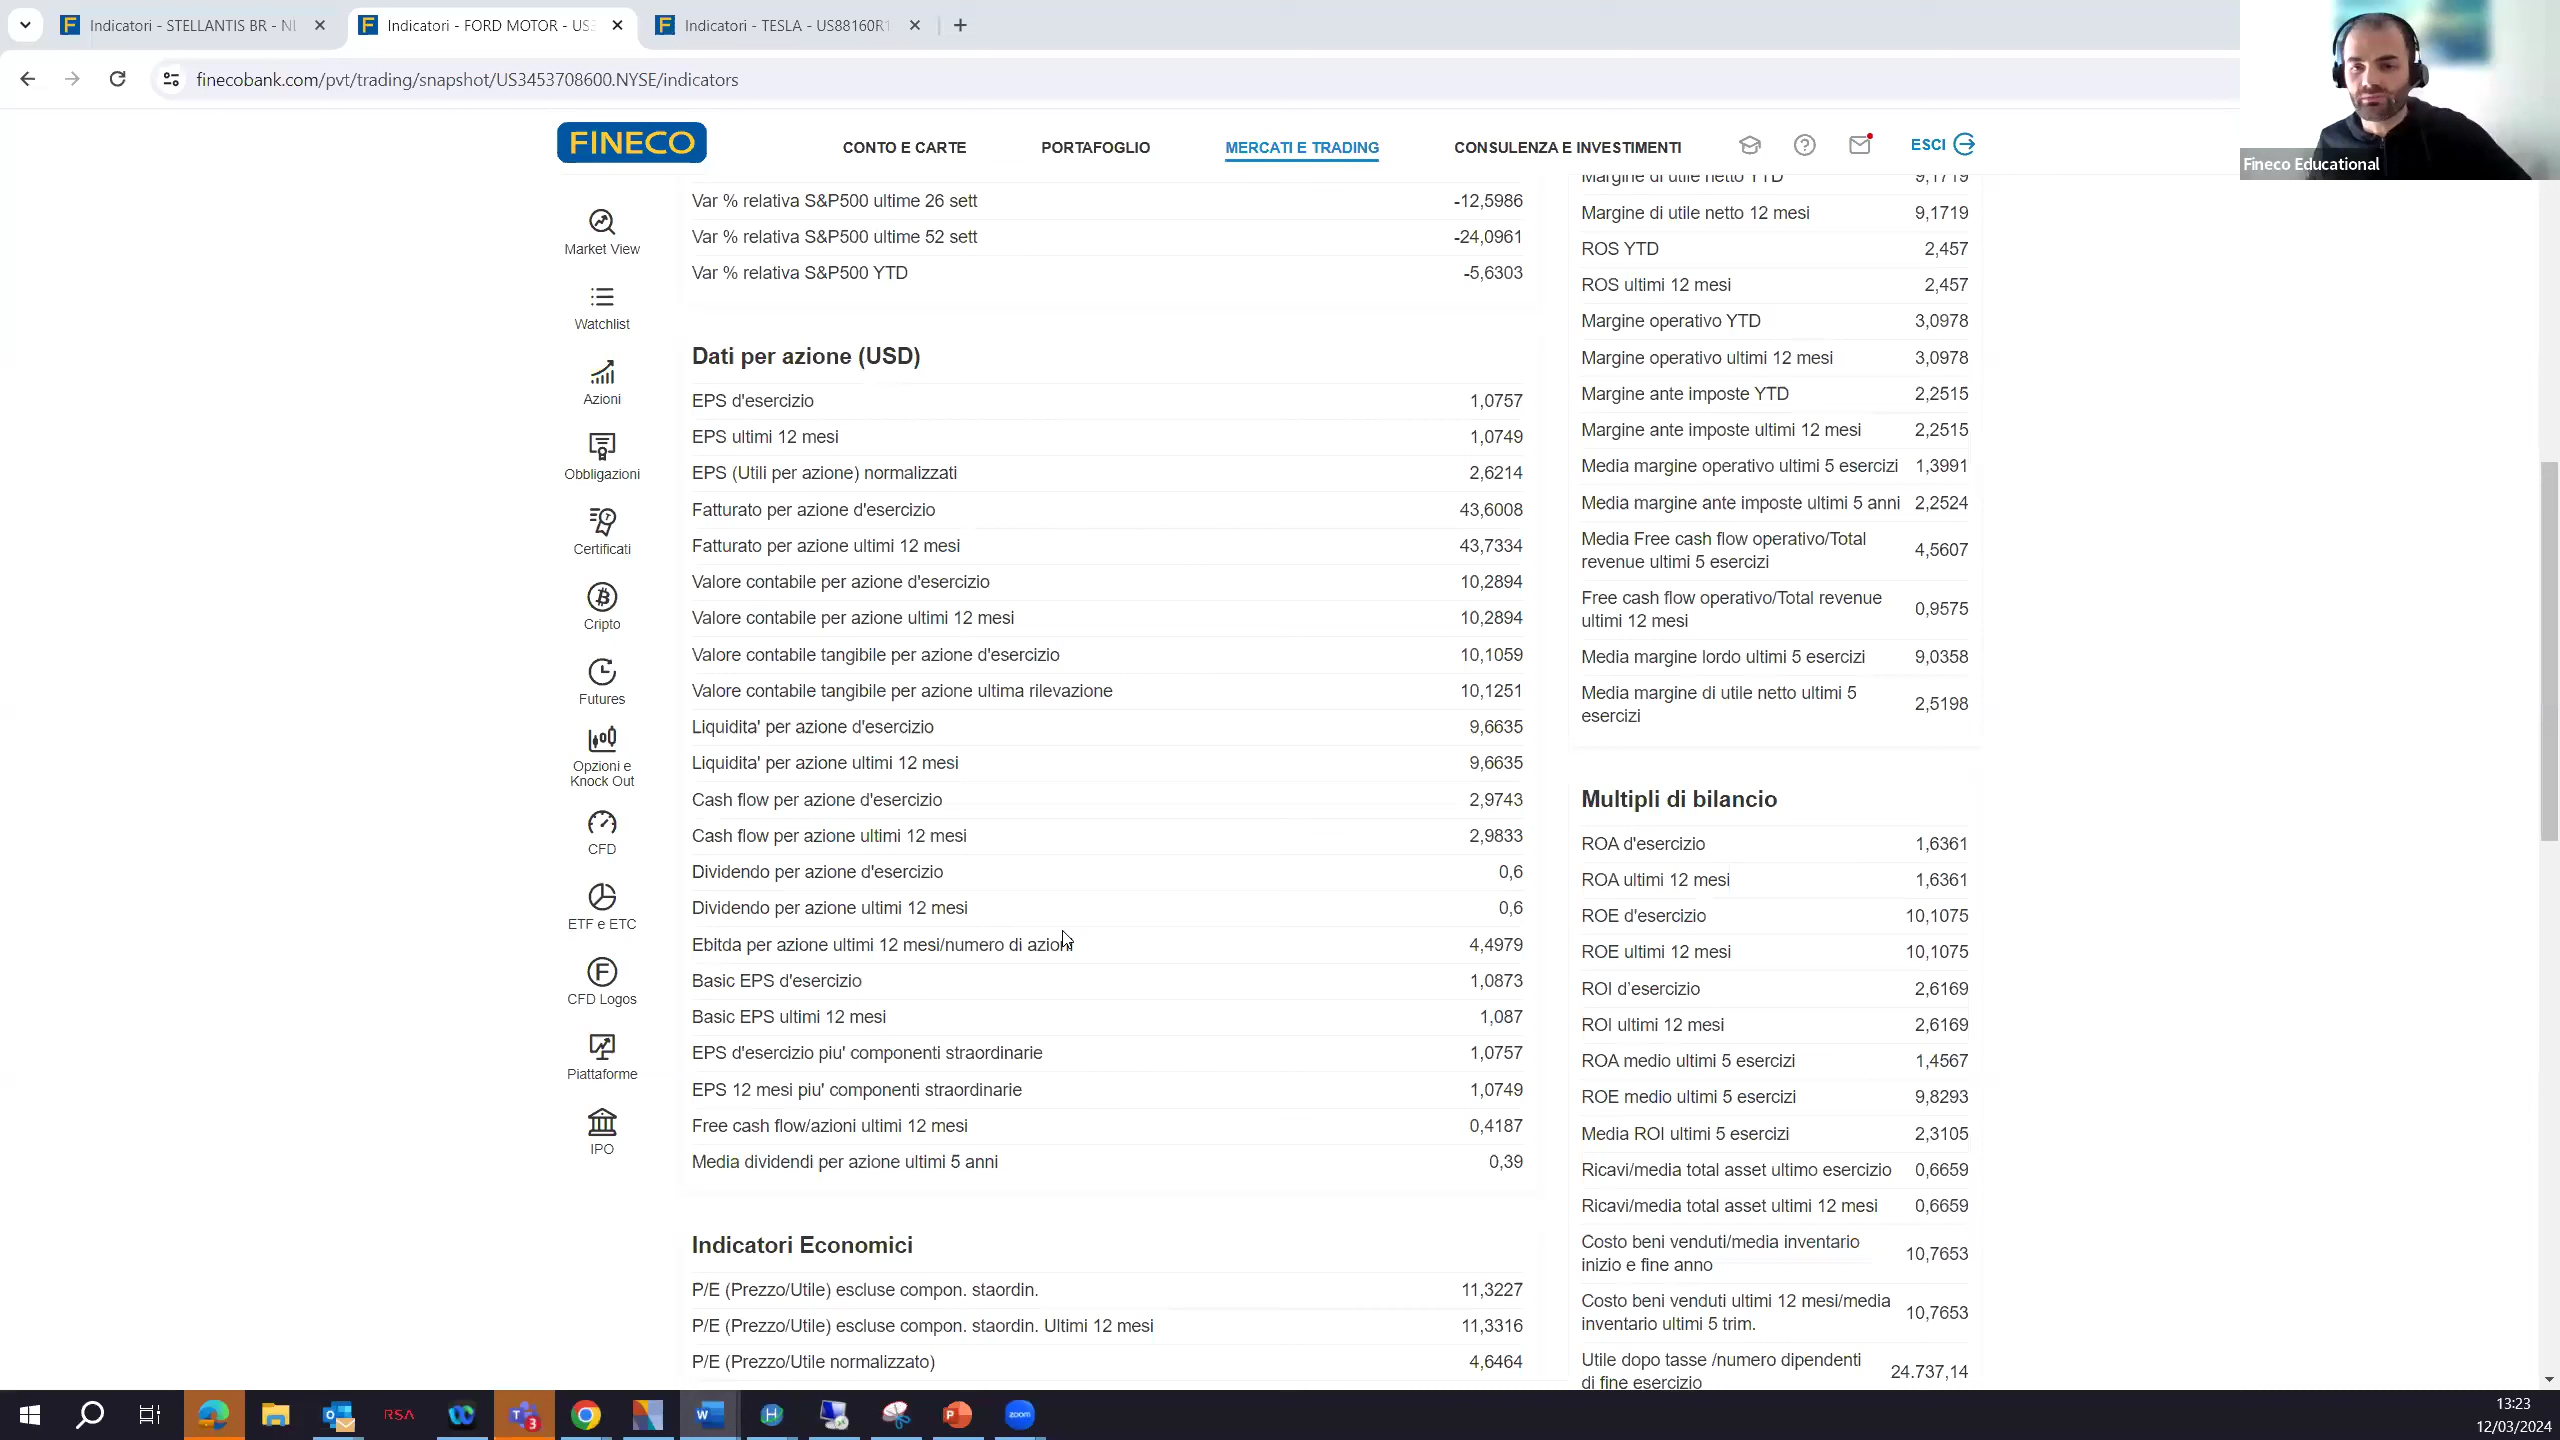 Indicatori - STELLANTIS BR - NL
Indicatori - FORD MOTOR - US3
Indicatori - TESLA - US88160R1
finecobank.com/pvt/trading/snapshot/US3453708600.NYSE/indicators
FINECO
CONTO E CARTE
PORTAFOGLIO
MERCATI E TRADING
CONSULENZA E INVESTIMENTI
ESCI
Fineco Educational
Market View
Watchlist
Azioni
Obbligazioni
Certificati
Cripto
Futures
Opzioni e
Knock Out
CFD
ETF e ETC
CFD Logos
Piattaforme
IPO
Var % relativa S&P500 ultime 26 sett -12,5986
Var % relativa S&P500 ultime 52 sett -24,0961
Var % relativa S&P500 YTD -5,6303
Dati per azione (USD)
EPS d'esercizio 1,0757
EPS ultimi 12 mesi 1,0749
EPS (Utili per azione) normalizzati 2,6214
Fatturato per azione d'esercizio 43,6008
Fatturato per azione ultimi 12 mesi 43,7334
Valore contabile per azione d'esercizio 10,2894
Valore contabile per azione ultimi 12 mesi 10,2894
Valore contabile tangibile per azione d'esercizio 10,1059
Valore contabile tangibile per azione ultima rilevazione 10,1251
Liquidita' per azione d'esercizio 9,6635
Liquidita' per azione ultimi 12 mesi 9,6635
Cash flow per azione d'esercizio 2,9743
Cash flow per azione ultimi 12 mesi 2,9833
Dividendo per azione d'esercizio 0,6
Dividendo per azione ultimi 12 mesi 0,6
Ebitda per azione ultimi 12 mesi/numero di azioni 4,4979
Basic EPS d'esercizio 1,0873
Basic EPS ultimi 12 mesi 1,087
EPS d'esercizio piu' componenti straordinarie 1,0757
EPS 12 mesi piu' componenti straordinarie 1,0749
Free cash flow/azioni ultimi 12 mesi 0,4187
Media dividendi per azione ultimi 5 anni 0,39
Indicatori Economici
P/E (Prezzo/Utile) escluse compon. staordin. 11,3227
P/E (Prezzo/Utile) escluse compon. staordin. Ultimi 12 mesi 11,3316
P/E (Prezzo/Utile normalizzato) 4,6464
Margine di utile netto YTD 9,1719
Margine di utile netto 12 mesi 9,1719
ROS YTD 2,457
ROS ultimi 12 mesi 2,457
Margine operativo YTD 3,0978
Margine operativo ultimi 12 mesi 3,0978
Margine ante imposte YTD 2,2515
Margine ante imposte ultimi 12 mesi 2,2515
Media margine operativo ultimi 5 esercizi 1,3991
Media margine ante imposte ultimi 5 anni 2,2524
Media Free cash flow operativo/Total
revenue ultimi 5 esercizi 4,5607
Free cash flow operativo/Total revenue
ultimi 12 mesi 0,9575
Media margine lordo ultimi 5 esercizi 9,0358
Media margine di utile netto ultimi 5
esercizi 2,5198
Multipli di bilancio
ROA d'esercizio 1,6361
ROA ultimi 12 mesi 1,6361
ROE d'esercizio 10,1075
ROE ultimi 12 mesi 10,1075
ROI d'esercizio 2,6169
ROI ultimi 12 mesi 2,6169
ROA medio ultimi 5 esercizi 1,4567
ROE medio ultimi 5 esercizi 9,8293
Media ROI ultimi 5 esercizi 2,3105
Ricavi/media total asset ultimo esercizio 0,6659
Ricavi/media total asset ultimi 12 mesi 0,6659
Costo beni venduti/media inventario
inizio e fine anno 10,7653
Costo beni venduti ultimi 12 mesi/media
inventario ultimi 5 trim. 10,7653
Utile dopo tasse /numero dipendenti
di fine esercizio 24.737,14
RSA
3
zoom
13:23
12/03/2024